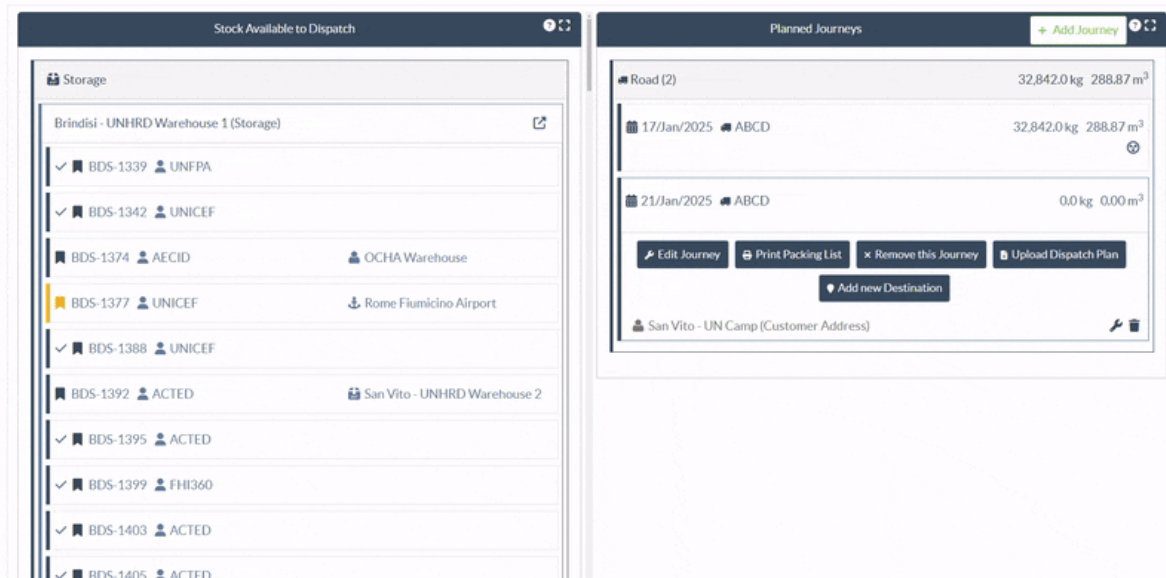 Stock Available to Dispatch
Storage
Brindisi - UNHRD Warehouse 1 (Storage)
BDS-1339 UNFPA
BDS-1342 UNICEF
BDS-1374 AECID OCHA Warehouse
BDS-1377 UNICEF Rome Fiumicino Airport
BDS-1388 UNICEF
BDS-1392 ACTED San Vito - UNHRD Warehouse 2
BDS-1395 ACTED
BDS-1399 FHI360
BDS-1403 ACTED
BDS-1405 ACTED
Planned Journeys
+ Add Journey
Road (2) 32,842.0 kg 288.87 m³
17/Jan/2025 ABCD 32,842.0 kg 288.87 m³
21/Jan/2025 ABCD 0.0 kg 0.00 m³
Edit Journey Print Packing List × Remove this Journey Upload Dispatch Plan
Add new Destination
San Vito - UN Camp (Customer Address)